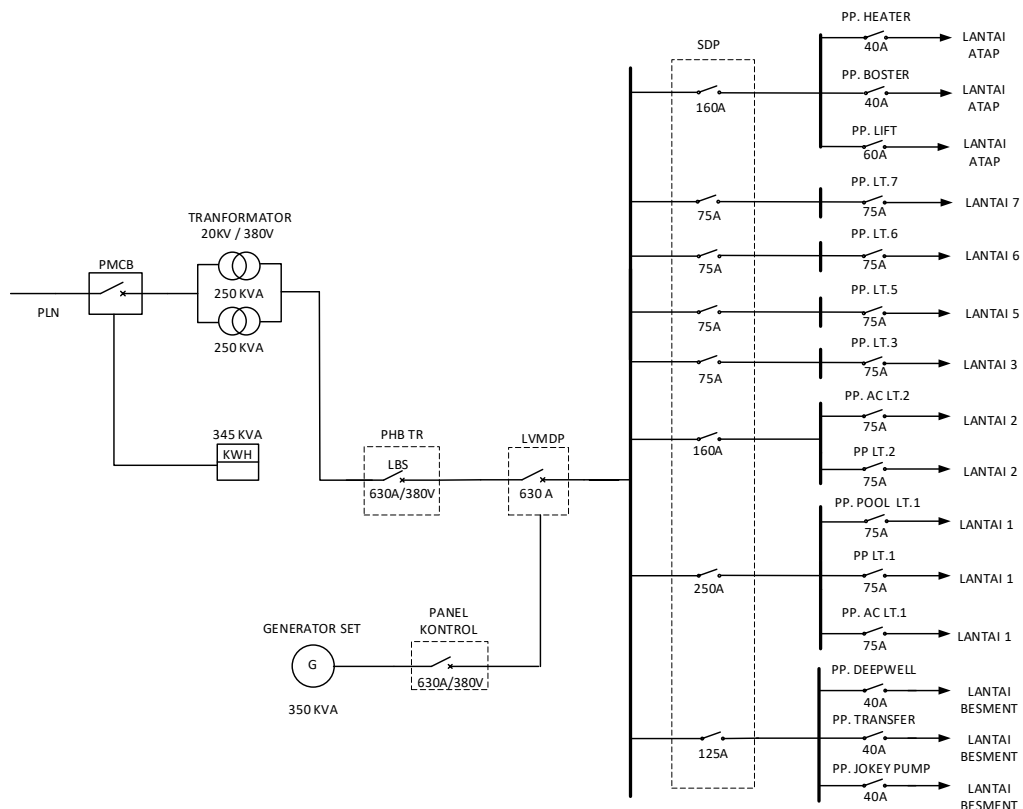 PLN
PMCB
TRANFORMATOR
20KV / 380V
250 KVA
250 KVA
345 KVA
KWH
PHB TR
LBS
630A/380V
LVMDP
630 A
GENERATOR SET
G
350 KVA
PANEL
KONTROL
630A/380V
SDP
160A
75A
75A
75A
75A
160A
250A
125A
PP. HEATER
40A
LANTAI
ATAP
PP. BOSTER
40A
LANTAI
ATAP
PP. LIFT
60A
LANTAI
ATAP
PP. LT.7
75A
LANTAI 7
PP. LT.6
75A
LANTAI 6
PP. LT.5
75A
LANTAI 5
PP. LT.3
75A
LANTAI 3
PP. AC LT.2
75A
LANTAI 2
PP LT.2
75A
LANTAI 2
PP. POOL LT.1
75A
LANTAI 1
PP LT.1
75A
LANTAI 1
PP. AC LT.1
75A
LANTAI 1
PP. DEEPWELL
40A
LANTAI
BESMENT
PP. TRANSFER
40A
LANTAI
BESMENT
PP. JOKEY PUMP
40A
LANTAI
BESMENT